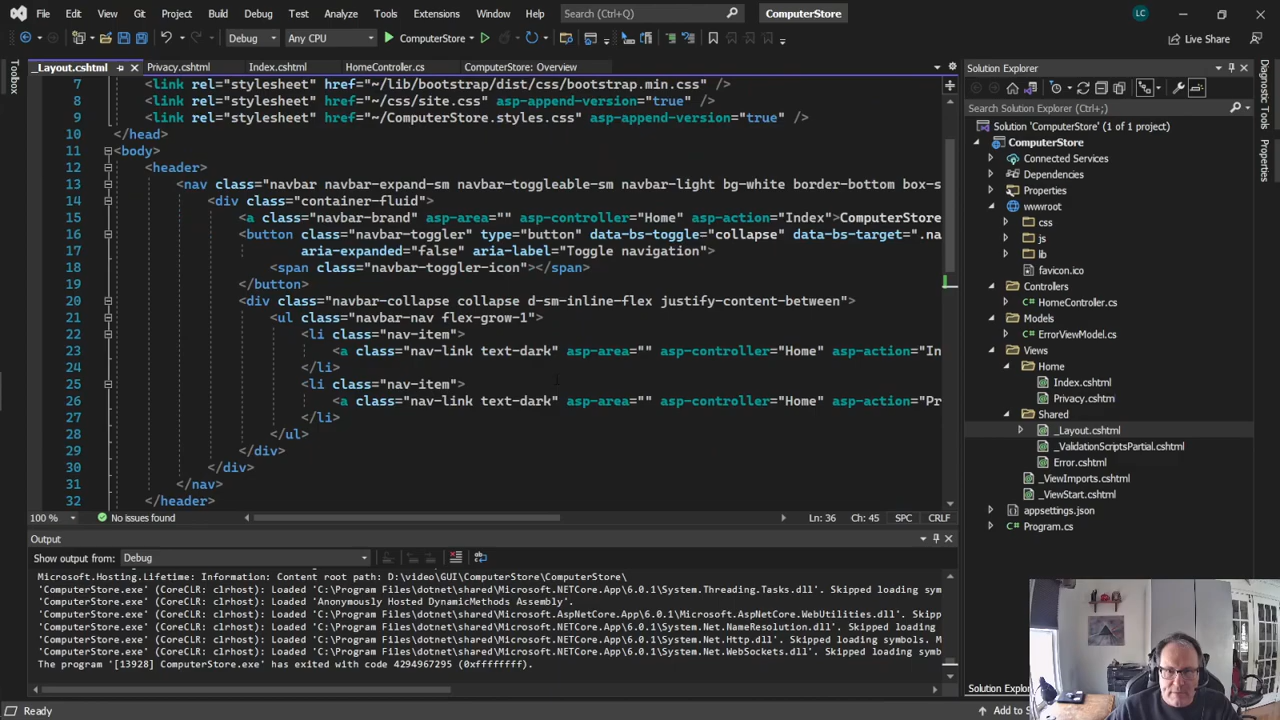 File Edit View Git Project Build Debug Test Analyze Tools Extensions Window Help Search (Ctrl+Q) ComputerStore LC
Debug Any CPU ComputerStore Live Share
Toolbox
_Layout.cshtml Privacy.cshtml Index.cshtml HomeController.cs ComputerStore: Overview
7 <link rel="stylesheet" href="~/lib/bootstrap/dist/css/bootstrap.min.css" />
8 <link rel="stylesheet" href="~/css/site.css" asp-append-version="true" />
9 <link rel="stylesheet" href="~/ComputerStore.styles.css" asp-append-version="true" />
10 </head>
11 <body>
12 <header>
13 <nav class="navbar navbar-expand-sm navbar-toggleable-sm navbar-light bg-white border-bottom box-s
14 <div class="container-fluid">
15 <a class="navbar-brand" asp-area="" asp-controller="Home" asp-action="Index">ComputerStore
16 <button class="navbar-toggler" type="button" data-bs-toggle="collapse" data-bs-target=".na
17 aria-expanded="false" aria-label="Toggle navigation">
18 <span class="navbar-toggler-icon"></span>
19 </button>
20 <div class="navbar-collapse collapse d-sm-inline-flex justify-content-between">
21 <ul class="navbar-nav flex-grow-1">
22 <li class="nav-item">
23 <a class="nav-link text-dark" asp-area="" asp-controller="Home" asp-action="In
24 </li>
25 <li class="nav-item">
26 <a class="nav-link text-dark" asp-area="" asp-controller="Home" asp-action="Pr
27 </li>
28 </ul>
29 </div>
30 </div>
31 </nav>
32 </header>
100 % No issues found Ln: 36 Ch: 45 SPC CRLF
Output
Show output from: Debug
Microsoft.Hosting.Lifetime: Information: Content root path: D:\video\GUI\ComputerStore\ComputerStore\
'ComputerStore.exe' (CoreCLR: clrhost): Loaded 'C:\Program Files\dotnet\shared\Microsoft.NETCore.App\6.0.1\System.Threading.Tasks.dll'. Skipped loading sym
'ComputerStore.exe' (CoreCLR: clrhost): Loaded 'Anonymously Hosted DynamicMethods Assembly'.
'ComputerStore.exe' (CoreCLR: clrhost): Loaded 'C:\Program Files\dotnet\shared\Microsoft.AspNetCore.App\6.0.1\Microsoft.AspNetCore.WebUtilities.dll'. Skip
'ComputerStore.exe' (CoreCLR: clrhost): Loaded 'C:\Program Files\dotnet\shared\Microsoft.NETCore.App\6.0.1\System.Net.NameResolution.dll'. Skipped loading
'ComputerStore.exe' (CoreCLR: clrhost): Loaded 'C:\Program Files\dotnet\shared\Microsoft.NETCore.App\6.0.1\System.Net.Http.dll'. Skipped loading symbols. M
'ComputerStore.exe' (CoreCLR: clrhost): Loaded 'C:\Program Files\dotnet\shared\Microsoft.NETCore.App\6.0.1\System.Net.WebSockets.dll'. Skipped loading symb
The program '[13928] ComputerStore.exe' has exited with code 4294967295 (0xffffffff).
Ready
Solution Explorer
Search Solution Explorer (Ctrl+;)
Solution 'ComputerStore' (1 of 1 project)
ComputerStore
Connected Services
Dependencies
Properties
wwwroot
css
js
lib
favicon.ico
Controllers
HomeController.cs
Models
ErrorViewModel.cs
Views
Home
Index.cshtml
Privacy.cshtml
Shared
_Layout.cshtml
_ValidationScriptsPartial.cshtml
Error.cshtml
_ViewImports.cshtml
_ViewStart.cshtml
appsettings.json
Program.cs
Solution Explor
Add to S
Diagnostic Tools
Properties